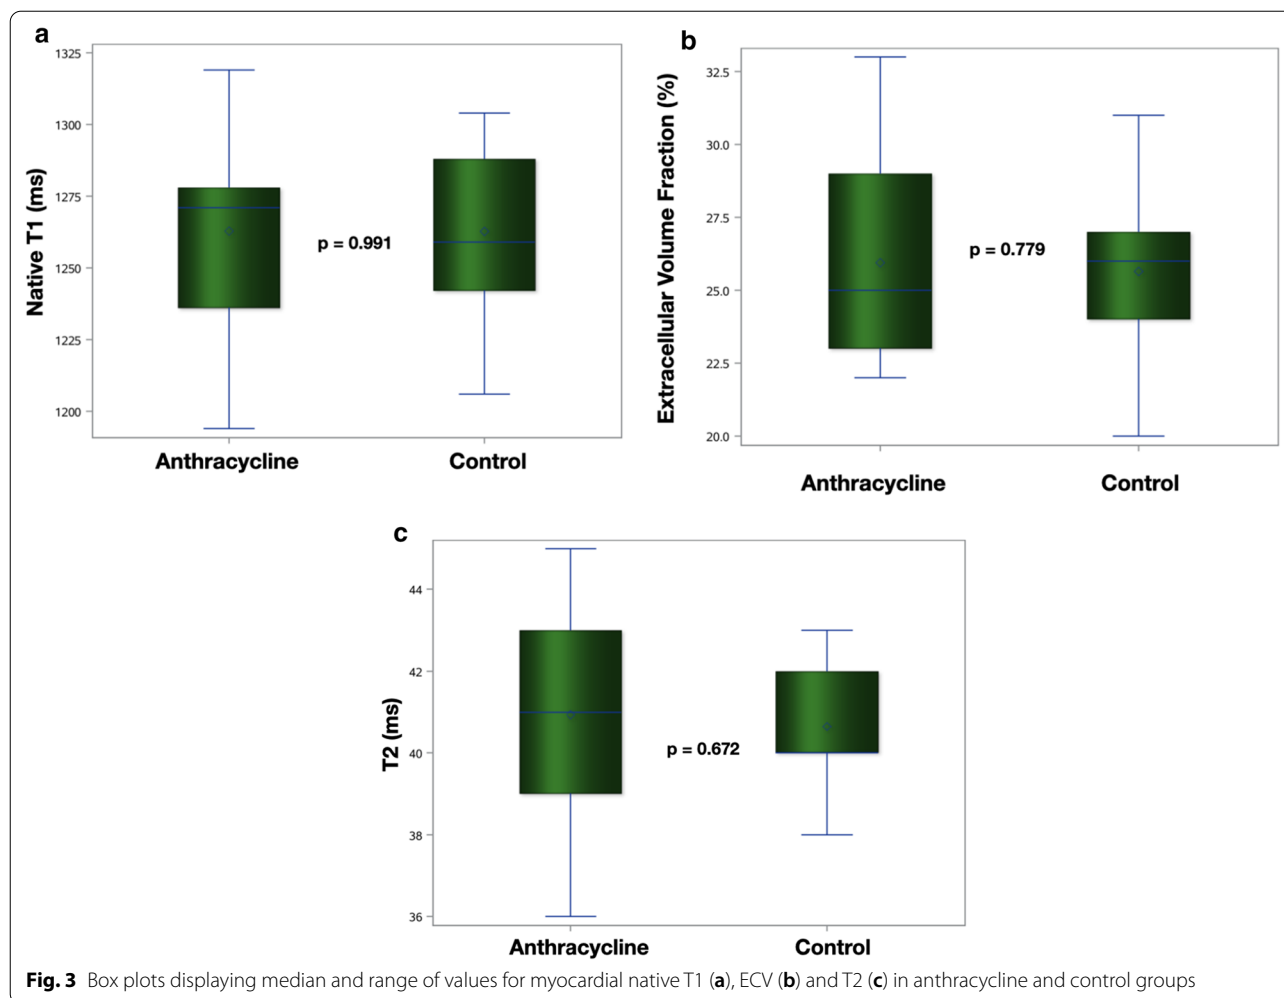 a
1325
1300
1275
1250
1225
1200
Native T1 (ms)
p = 0.991
Anthracycline Control
b
32.5
30.0
27.5
25.0
22.5
20.0
Extracellular Volume Fraction (%)
p = 0.779
Anthracycline Control
c
44
42
40
38
36
T2 (ms)
p = 0.672
Anthracycline Control
Fig. 3 Box plots displaying median and range of values for myocardial native T1 (a), ECV (b) and T2 (c) in anthracycline and control groups